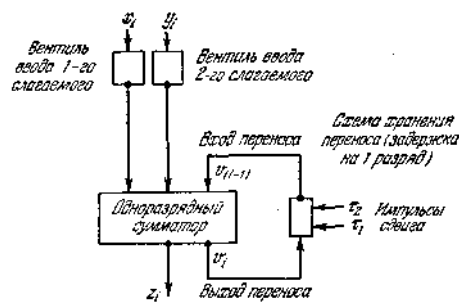 x_i
y_i
Вентиль
ввода 1-го
слагаемого
Вентиль ввода
2-го слагаемого
Схема хранения
переноса (задержка
на 1 разряд)
Вход переноса
v_{i(-1)}
Одноразрядный
сумматор
τ_2
τ_1
Импульсы
сдвига
z_i
v_i
Выход переноса